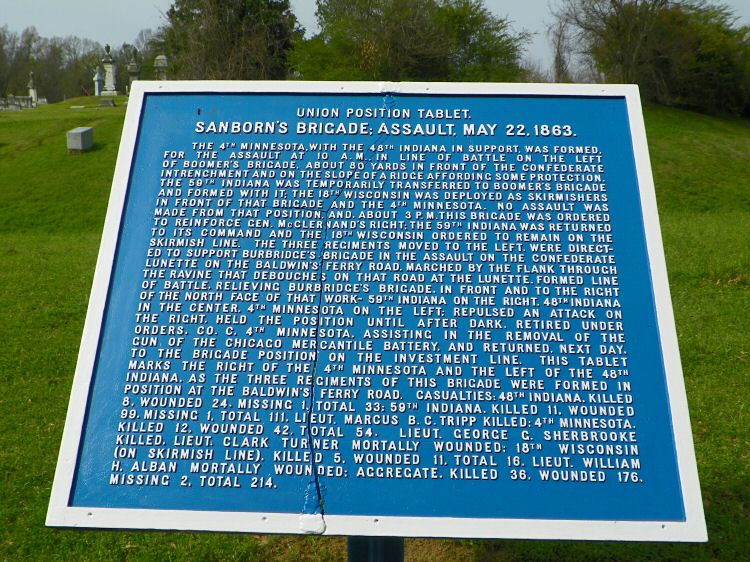 UNION POSITION TABLET.
SANBORN'S BRIGADE; ASSAULT, MAY 22, 1863.
THE 4TH MINNESOTA, WITH THE 48TH INDIANA IN SUPPORT, WAS FORMED,
FOR THE ASSAULT AT 10 A.M., IN LINE OF BATTLE ON THE LEFT
OF BOOMER'S BRIGADE, ABOUT 80 YARDS IN FRONT OF THE CONFEDERATE
INTRENCHMENT AND ON THE SLOPE OF A RIDGE AFFORDING SOME PROTECTION.
THE 59TH INDIANA WAS TEMPORARILY TRANSFERRED TO BOOMER'S BRIGADE
AND FORMED WITH IT; THE 18TH WISCONSIN WAS DEPLOYED AS SKIRMISHERS
IN FRONT OF THAT BRIGADE AND THE 4TH MINNESOTA. NO ASSAULT WAS
MADE FROM THAT POSITION, AND, ABOUT 3 P.M. THIS BRIGADE WAS ORDERED
TO REINFORCE GEN. McCLERNAND'S RIGHT; THE 59TH INDIANA WAS RETURNED
TO ITS COMMAND AND THE 18TH WISCONSIN ORDERED TO REMAIN ON THE
SKIRMISH LINE. THE THREE REGIMENTS MOVED TO THE LEFT, WERE DIRECT-
ED TO SUPPORT BURBRIDGE'S BRIGADE IN THE ASSAULT ON THE CONFEDERATE
LUNETTE ON THE BALDWIN'S FERRY ROAD, MARCHED BY THE FLANK THROUGH
THE RAVINE THAT DEBOUCHES ON THAT ROAD AT THE LUNETTE, FORMED LINE
OF BATTLE, RELIEVING BURBRIDGE'S BRIGADE, IN FRONT AND TO THE RIGHT
OF THE NORTH FACE OF THAT WORK- 59TH INDIANA ON THE RIGHT, 48TH INDIANA
IN THE CENTER, 4TH MINNESOTA ON THE LEFT; REPULSED AN ATTACK ON
THE RIGHT, HELD THE POSITION UNTIL AFTER DARK, RETIRED UNDER
ORDERS, CO. C, 4TH MINNESOTA, ASSISTING IN THE REMOVAL OF THE
GUN, OF THE CHICAGO MERCANTILE BATTERY, AND RETURNED, NEXT DAY,
TO THE BRIGADE POSITION ON THE INVESTMENT LINE. THIS TABLET
MARKS THE RIGHT OF THE 4TH MINNESOTA AND THE LEFT OF THE 48TH
INDIANA, AS THE THREE REGIMENTS OF THIS BRIGADE WERE FORMED IN
POSITION AT THE BALDWIN'S FERRY ROAD. CASUALTIES: 48TH INDIANA, KILLED
8, WOUNDED 24, MISSING 1, TOTAL 33; 59TH INDIANA, KILLED 11, WOUNDED
99, MISSING 1, TOTAL 111, LIEUT. MARCUS B. C. TRIPP KILLED; 4TH MINNESOTA,
KILLED 12, WOUNDED 42, TOTAL 54, LIEUT. GEORGE G. SHERBROOKE
KILLED, LIEUT. CLARK TURNER MORTALLY WOUNDED; 18TH WISCONSIN
(ON SKIRMISH LINE), KILLED 5, WOUNDED 11, TOTAL 16, LIEUT. WILLIAM
H. ALBAN MORTALLY WOUNDED; AGGREGATE, KILLED 36, WOUNDED 176,
MISSING 2, TOTAL 214.